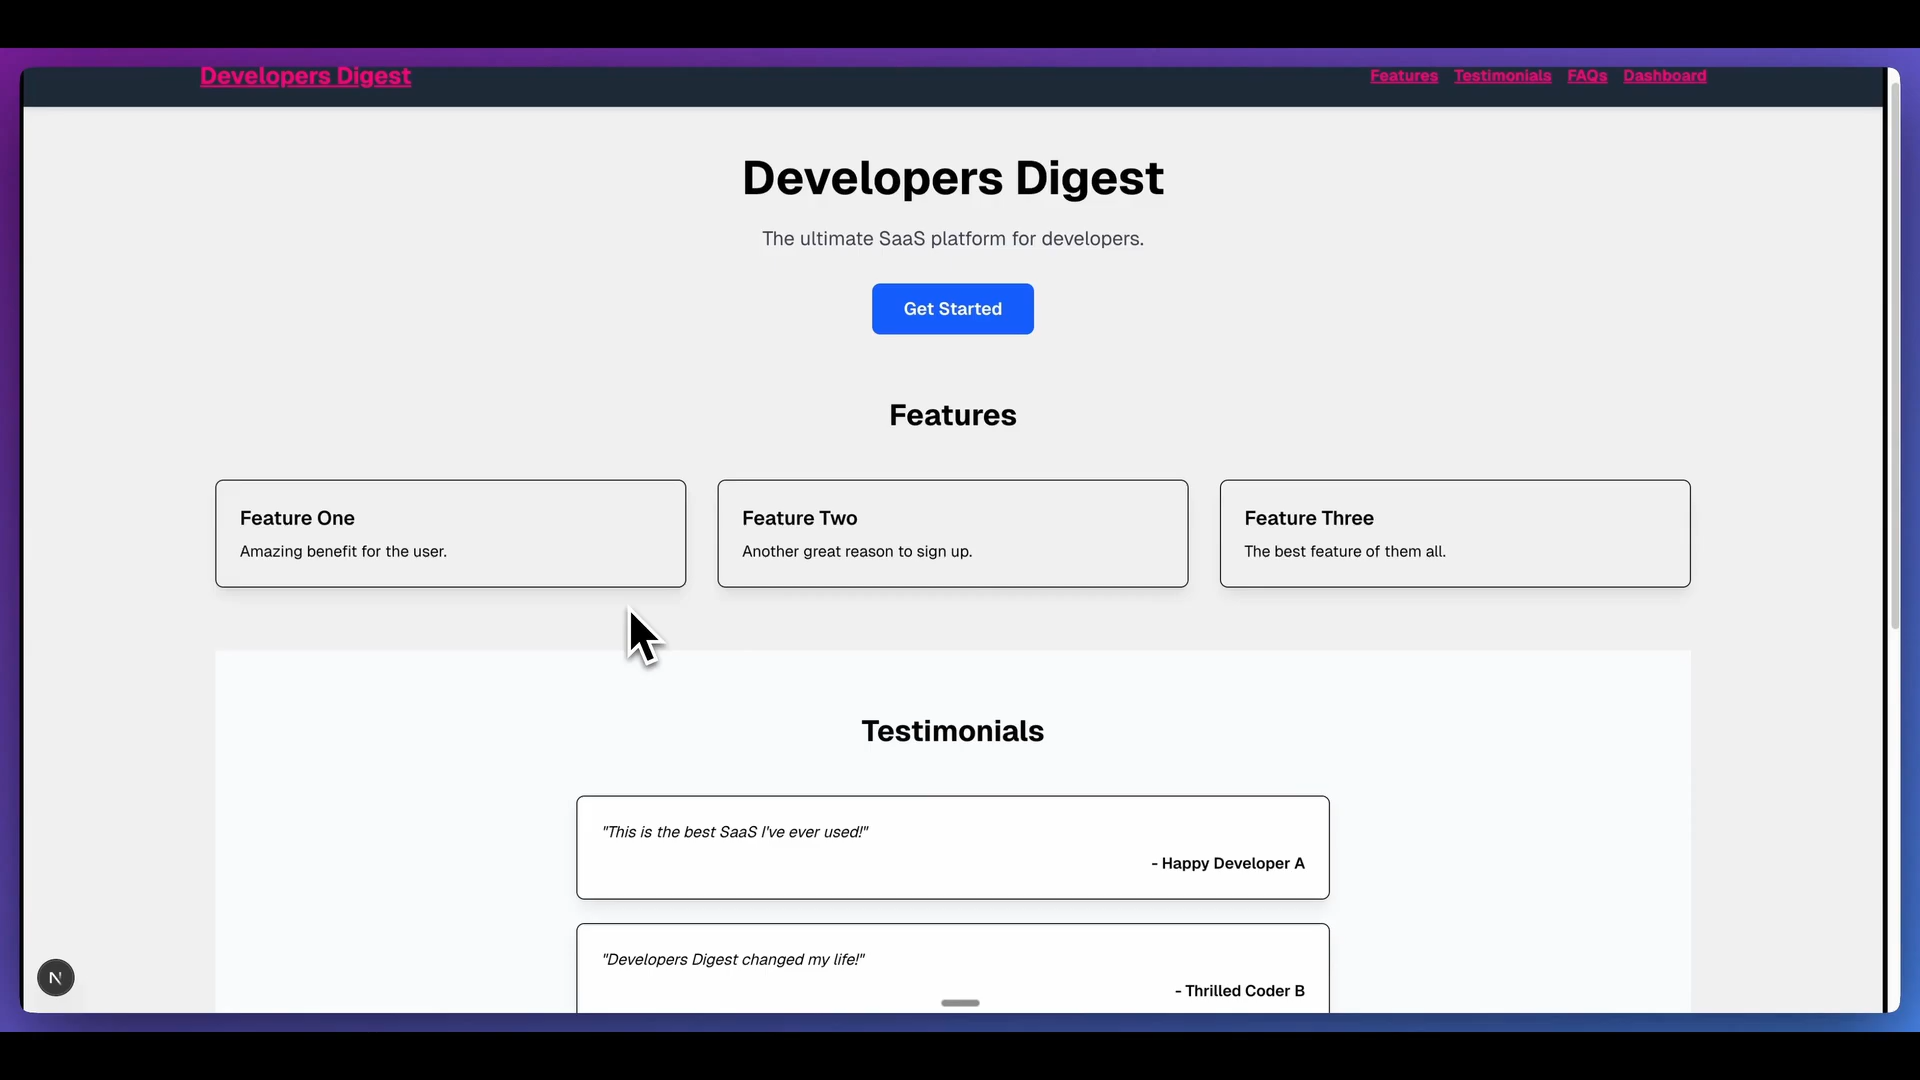 Developers Digest
Features Testimonials FAQs Dashboard
Developers Digest
The ultimate SaaS platform for developers.
Get Started
Features
Feature One
Amazing benefit for the user.
Feature Two
Another great reason to sign up.
Feature Three
The best feature of them all.
Testimonials
"This is the best SaaS I've ever used!"
- Happy Developer A
"Developers Digest changed my life!"
- Thrilled Coder B
N